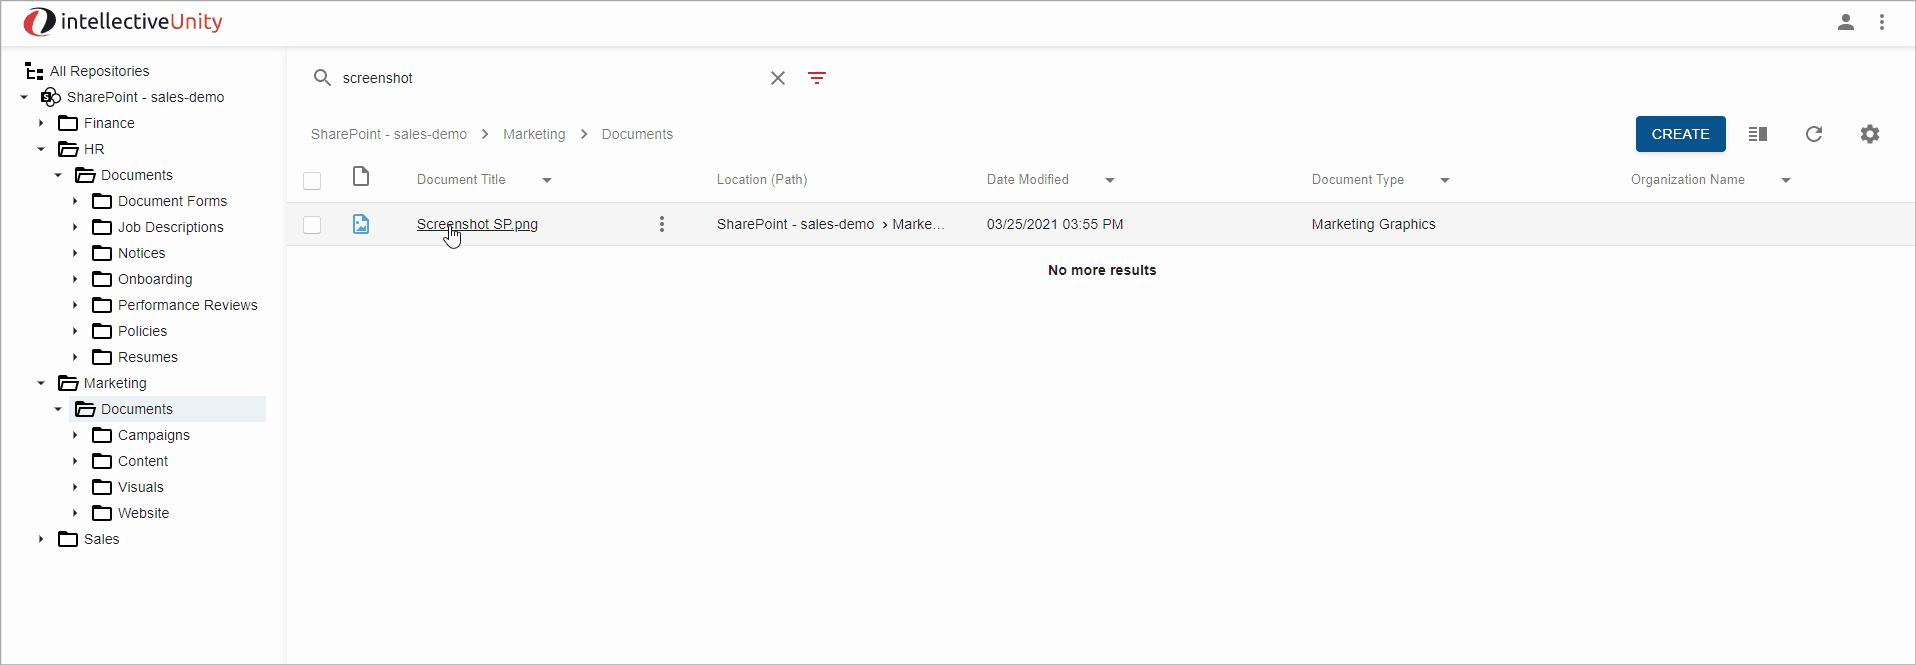 intellectiveUnity
All Repositories
SharePoint - sales-demo
Finance
HR
Documents
Document Forms
Job Descriptions
Notices
Onboarding
Performance Reviews
Policies
Resumes
Marketing
Documents
Campaigns
Content
Visuals
Website
Sales
screenshot
SharePoint - sales-demo > Marketing > Documents
CREATE
Document Title Location (Path) Date Modified Document Type Organization Name
Screenshot SP.png SharePoint - sales-demo > Marke... 03/25/2021 03:55 PM Marketing Graphics
No more results